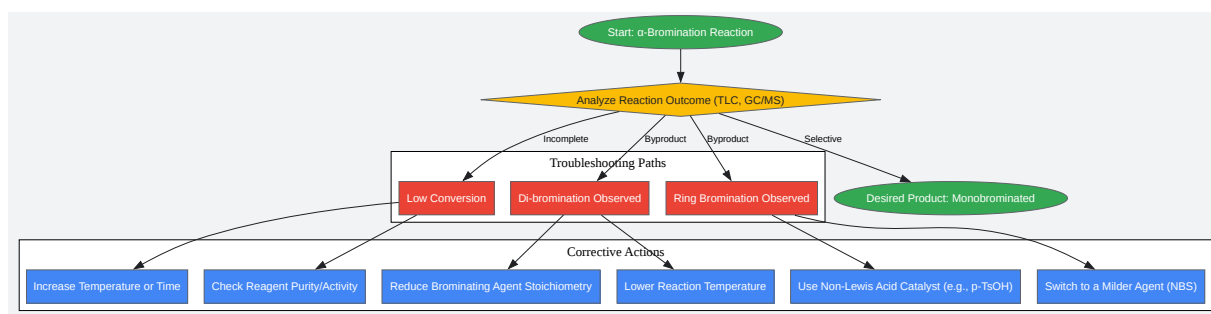 Start: α-Bromination Reaction
Analyze Reaction Outcome (TLC, GC/MS)
Incomplete
Byproduct
Byproduct
Selective
Troubleshooting Paths
Low Conversion
Di-bromination Observed
Ring Bromination Observed
Desired Product: Monobrominated
Corrective Actions
Increase Temperature or Time
Check Reagent Purity/Activity
Reduce Brominating Agent Stoichiometry
Lower Reaction Temperature
Use Non-Lewis Acid Catalyst (e.g., p-TsOH)
Switch to a Milder Agent (NBS)